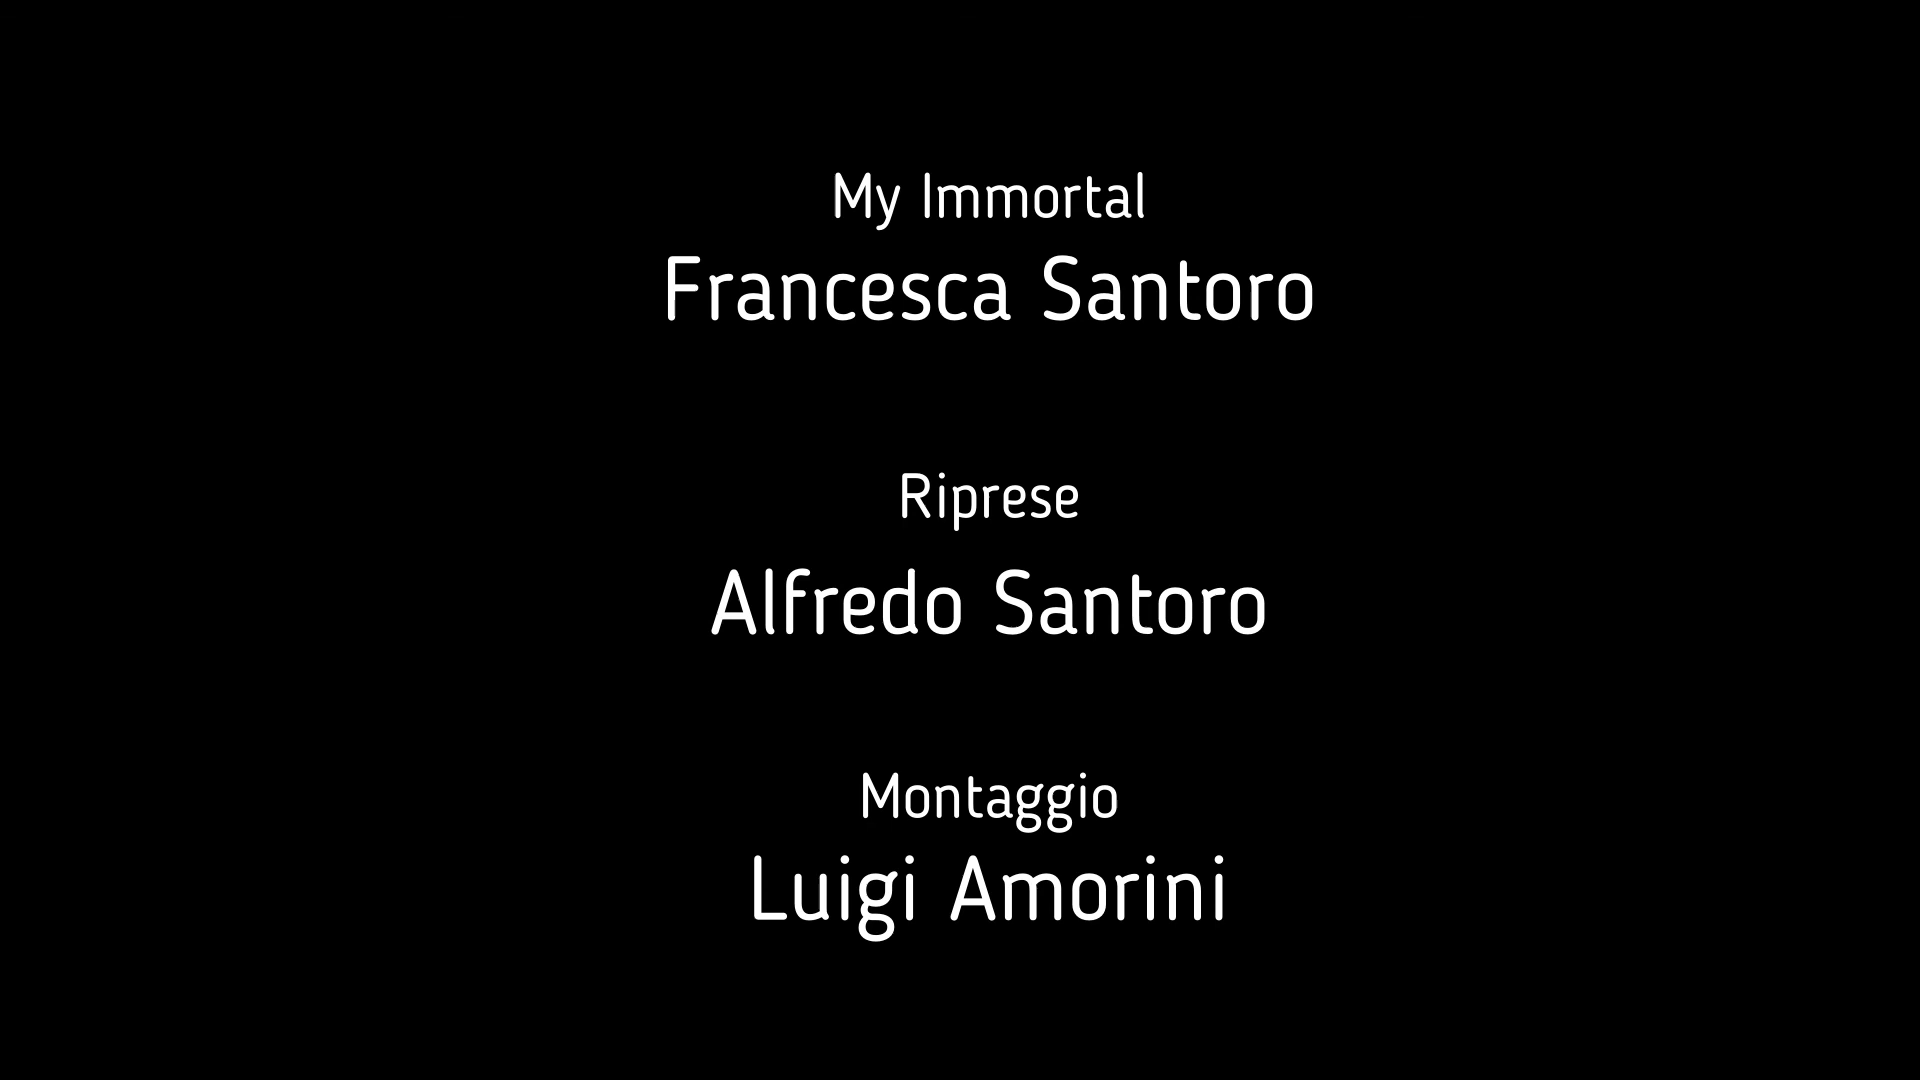 My Immortal
Francesca Santoro
Riprese
Alfredo Santoro
Montaggio
Luigi Amorini